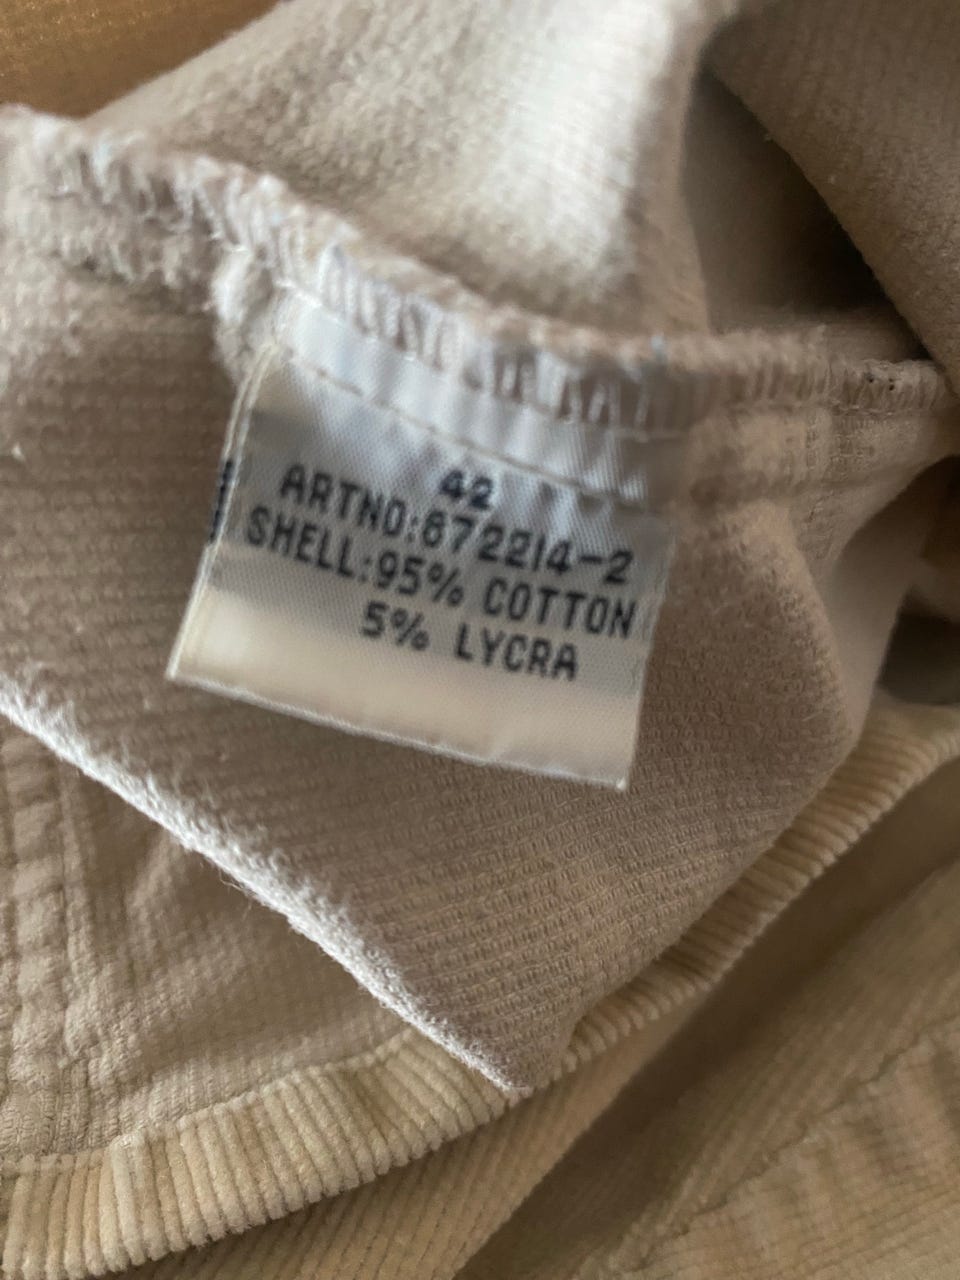 42
ARTNO:672214-2
SHELL:95% COTTON
5% LYCRA